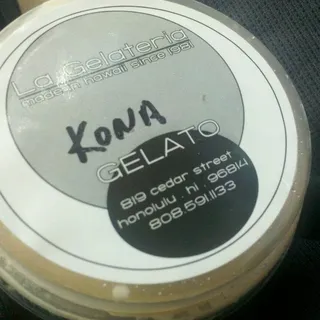 La Gelateria
made in hawaii since 1981
KONA
GELATO
819 cedar street
honolulu . hi . 96814
808.591.1133